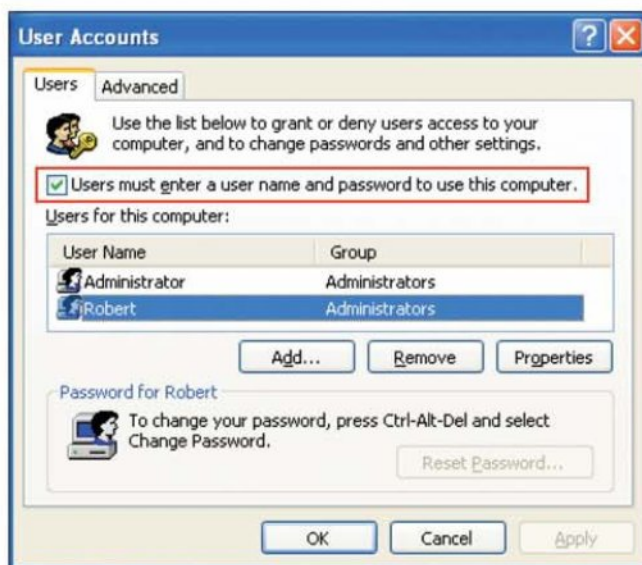 User Accounts
Users Advanced
Use the list below to grant or deny users access to your
computer, and to change passwords and other settings.
Users must enter a user name and password to use this computer.
Users for this computer:
User Name Group
Administrator Administrators
Robert Administrators
Add... Remove Properties
Password for Robert
To change your password, press Ctrl-Alt-Del and select
Change Password.
Reset Password...
OK Cancel Apply